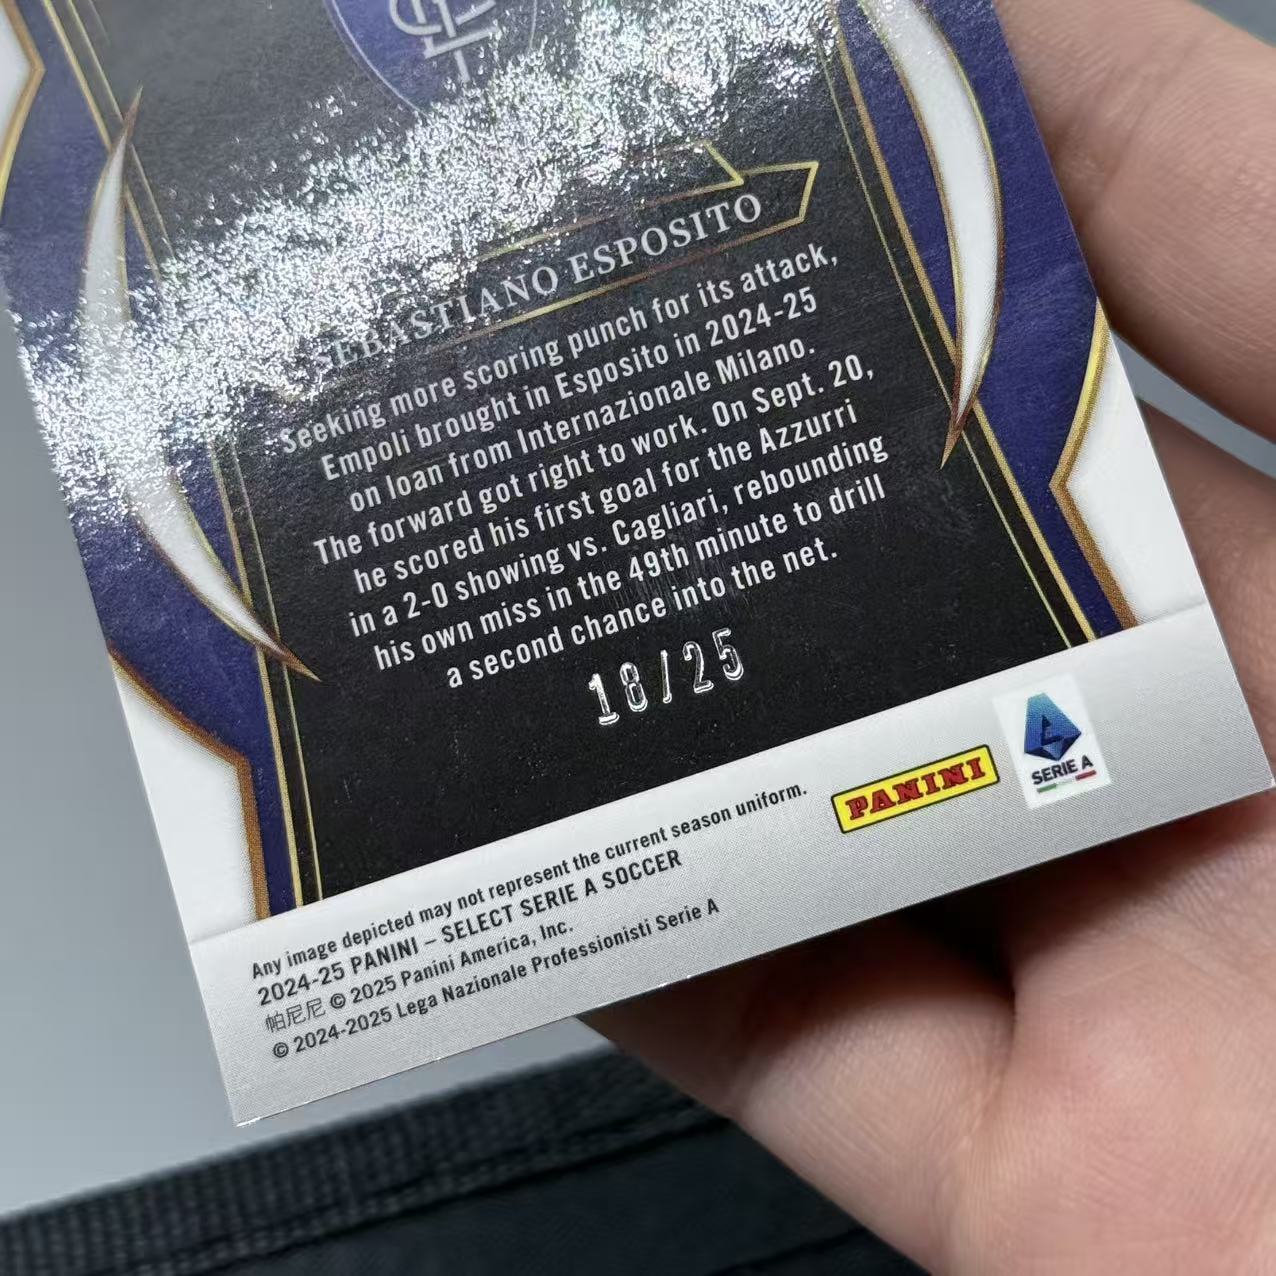 SEBASTIANO ESPOSITO
Seeking more scoring punch for its attack,
Empoli brought in Esposito in 2024-25
on loan from Internazionale Milano.
The forward got right to work. On Sept. 20,
he scored his first goal for the Azzurri
in a 2-0 showing vs. Cagliari, rebounding
his own miss in the 49th minute to drill
a second chance into the net.
18/25
PANINI
SERIE A
Any image depicted may not represent the current season uniform.
2024-25 PANINI – SELECT SERIE A SOCCER
帕尼尼 © 2025 Panini America, Inc.
© 2024-2025 Lega Nazionale Professionisti Serie A